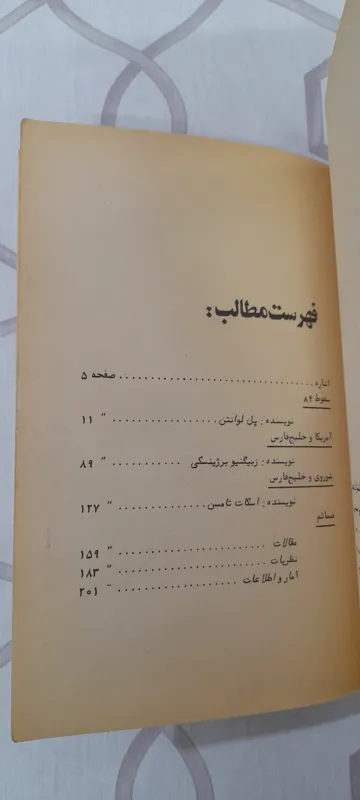 فهرست مطالب :
اشاره ................................ صفحه ۵
سقوط ۸۴
نویسنده : پل لوانتن .................. " ۱۱
آمریکا و خلیج‌فارس
نویسنده : زبیگنیو برژینسکی ........... " ۸۹
شوروی و خلیج‌فارس
نویسنده : اسکات تامسن ................ " ۱۲۷
ضمائم
مقالات ........................ " ۱۵۹
نظریات ........................ " ۱۸۳
آمار و اطلاعات ................. " ۲۰۱